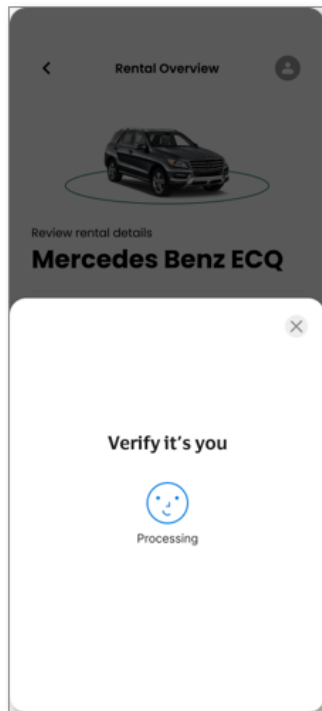 Rental Overview
Review rental details
Mercedes Benz ECQ
Verify it's you
Processing